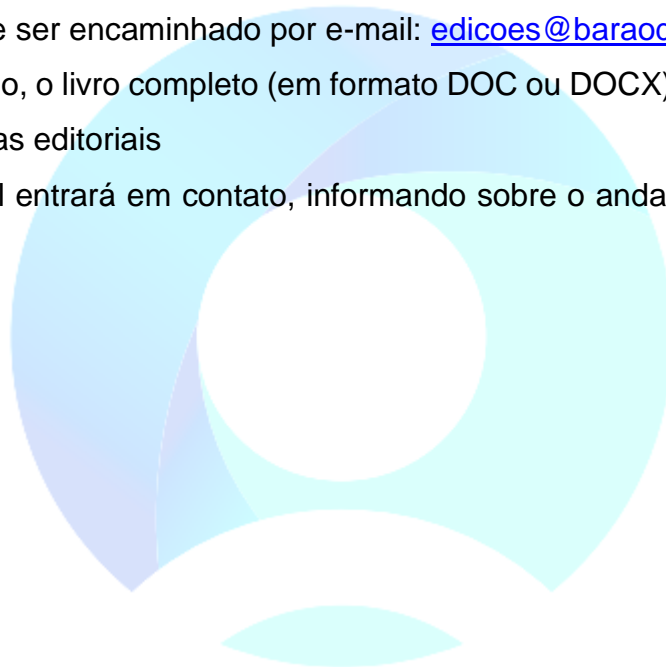 e ser encaminhado por e-mail: edicoes@baraoc
o, o livro completo (em formato DOC ou DOCX)
as editoriais
l entrará em contato, informando sobre o anda